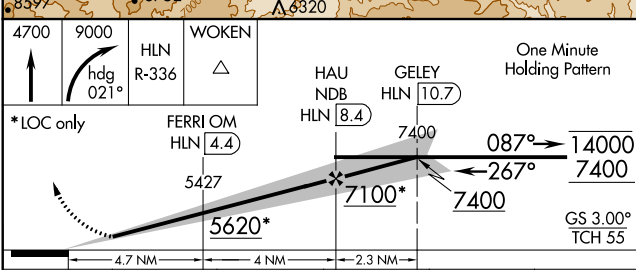 6320
4700
9000
hdg
021°
HLN
R-336
WOKEN
One Minute
Holding Pattern
*LOC only
FERRI OM
HLN 4.4
HAU
NDB
HLN 8.4
GELEY
HLN 10.7
7400
087°
14000
267°
7400
5427
7100*
7400
5620*
GS 3.00°
TCH 55
4.7 NM
4 NM
2.3 NM